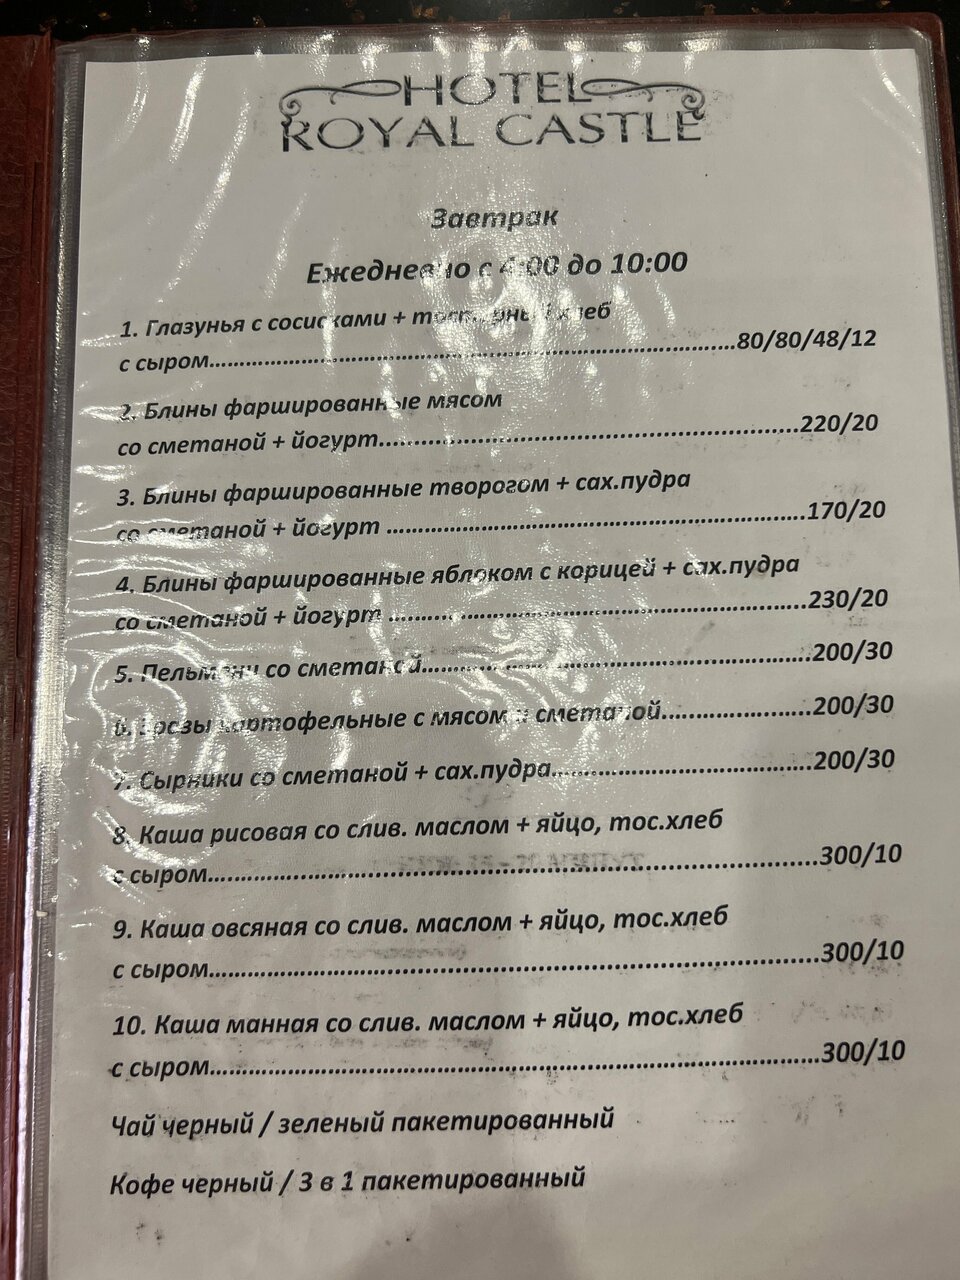 HOTEL
ROYAL CASTLE
Завтрак
Ежедневно с 4:00 до 10:00
1. Глазунья с сосисками + хлеб
с сыром........................................................................80/80/48/12
2. Блины фаршированные мясом
со сметаной + йогурт.........................................................220/20
3. Блины фаршированные творогом + сах.пудра
со сметаной + йогурт .........................................................170/20
4. Блины фаршированные яблоком с корицей + сах.пудра
со сметаной + йогурт .........................................................230/20
5. Пельмени со сметаной.....................................................200/30
6. картофельные с мясом и сметаной....................200/30
7. Сырники со сметаной + сах.пудра...................................200/30
8. Каша рисовая со слив. маслом + яйцо, тос.хлеб
с сыром...............................................................................300/10
9. Каша овсяная со слив. маслом + яйцо, тос.хлеб
с сыром...............................................................................300/10
10. Каша манная со слив. маслом + яйцо, тос.хлеб
с сыром...............................................................................300/10
Чай черный / зеленый пакетированный
Кофе черный / 3 в 1 пакетированный